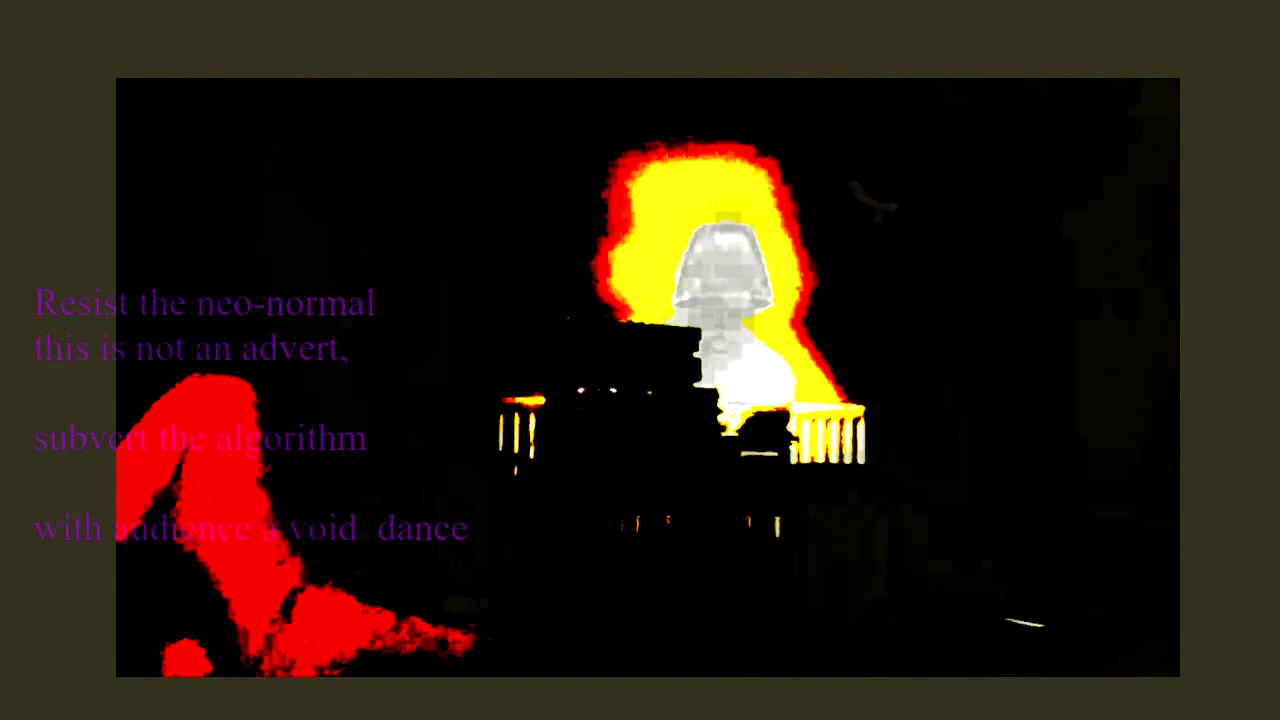 Resist the neo-normal
this is not an advert,
subvert the algorithm
with audience a void  dance